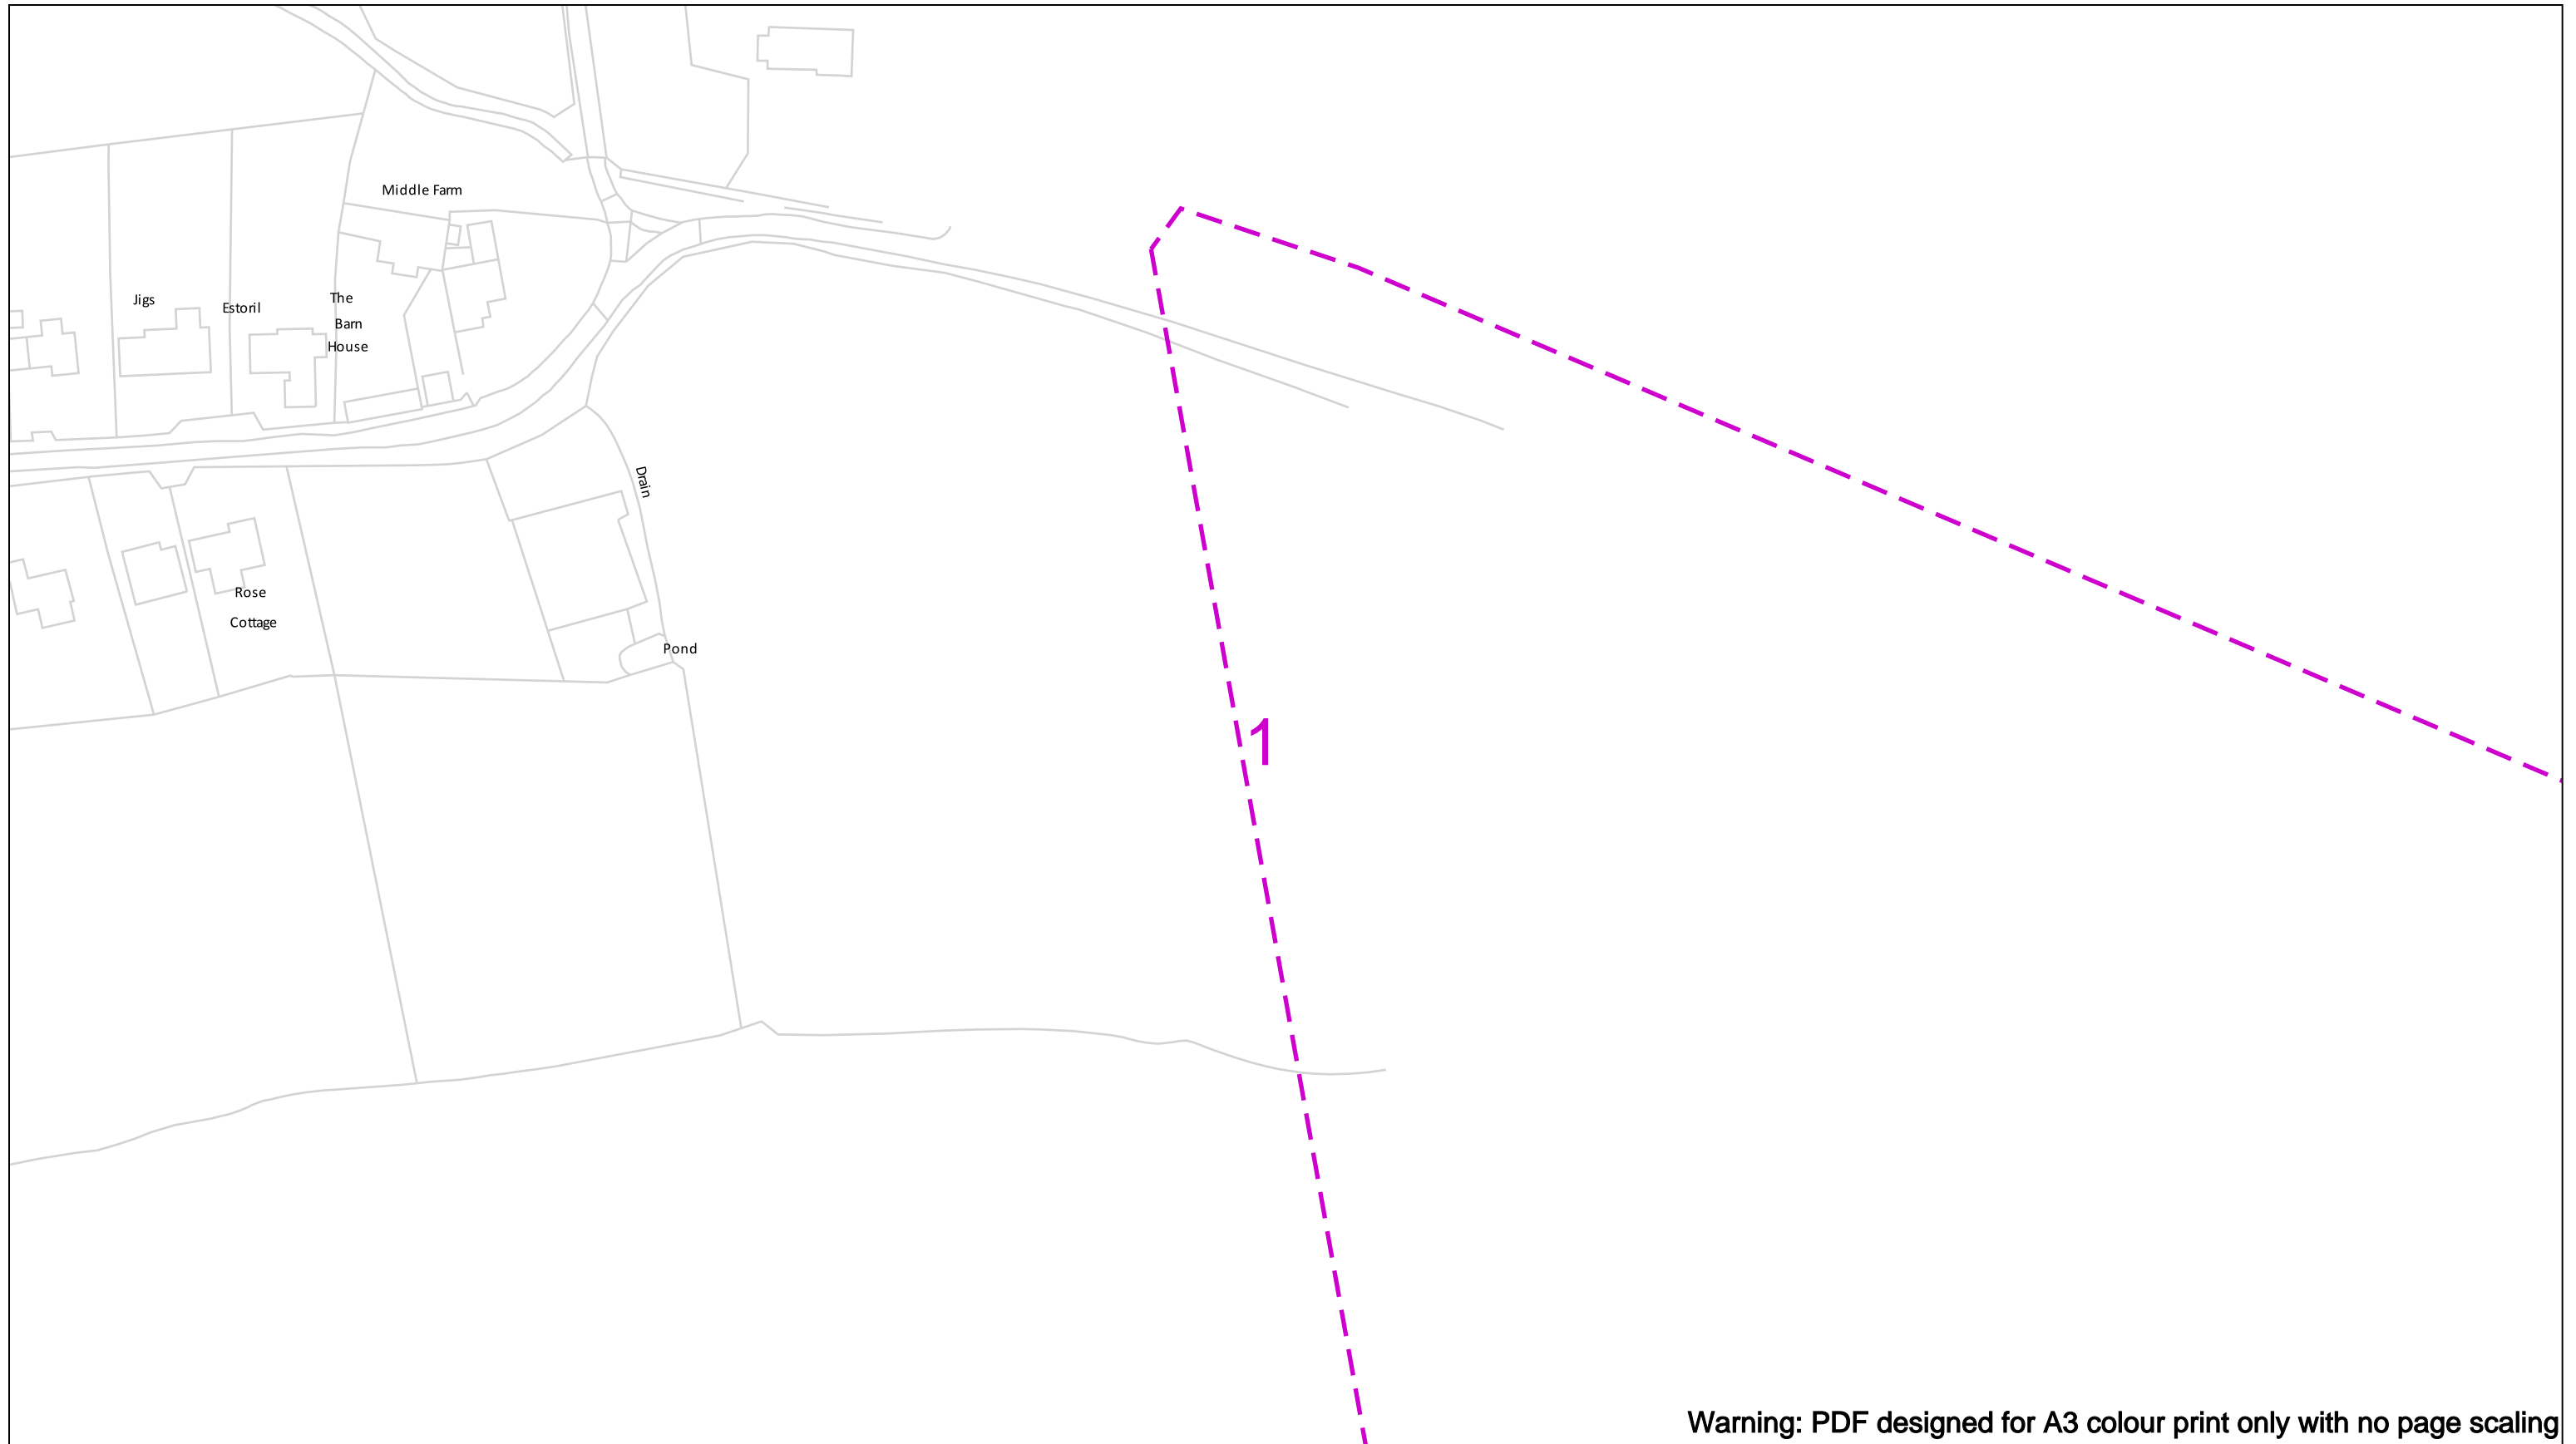 Middle Farm
Jigs
Estoril
The
Barn
House
Drain
Rose
Cottage
Pond
1
Warning: PDF designed for A3 colour print only with no page scaling